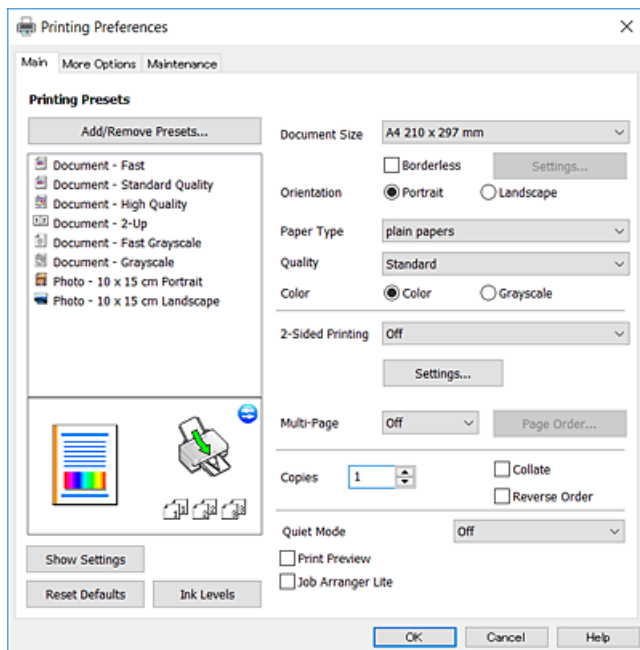 Printing Preferences
Main More Options Maintenance
Printing Presets
Add/Remove Presets...
Document - Fast
Document - Standard Quality
Document - High Quality
Document - 2-Up
Document - Fast Grayscale
Document - Grayscale
Photo - 10 x 15 cm Portrait
Photo - 10 x 15 cm Landscape
Show Settings
Reset Defaults Ink Levels
Document Size A4 210 x 297 mm
Borderless Settings...
Orientation Portrait Landscape
Paper Type plain papers
Quality Standard
Color Color Grayscale
2-Sided Printing Off
Settings...
Multi-Page Off Page Order...
Copies 1 Collate
Reverse Order
Quiet Mode Off
Print Preview
Job Arranger Lite
OK Cancel Help